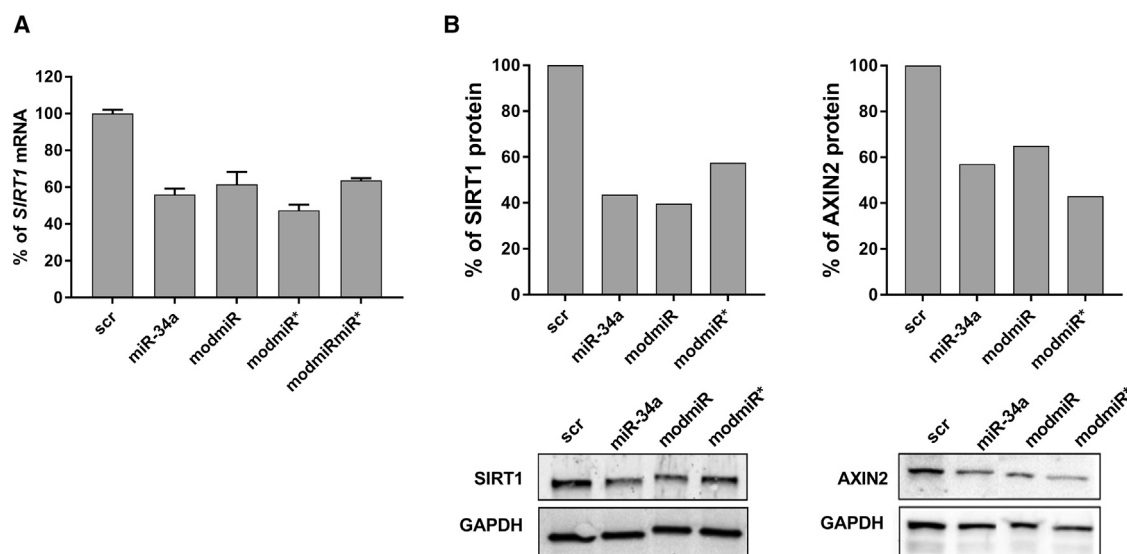 A
% of SIRT1 mRNA
120
100
80
60
40
20
0
scr
miR-34a
modmiR
modmiR*
modmiRmiR*
B
% of SIRT1 protein
100
80
60
40
20
0
scr
miR-34a
modmiR
modmiR*
% of AXIN2 protein
100
80
60
40
20
0
scr
miR-34a
modmiR
modmiR*
scr
miR-34a
modmiR
modmiR*
SIRT1
GAPDH
scr
miR-34a
modmiR
modmiR*
AXIN2
GAPDH